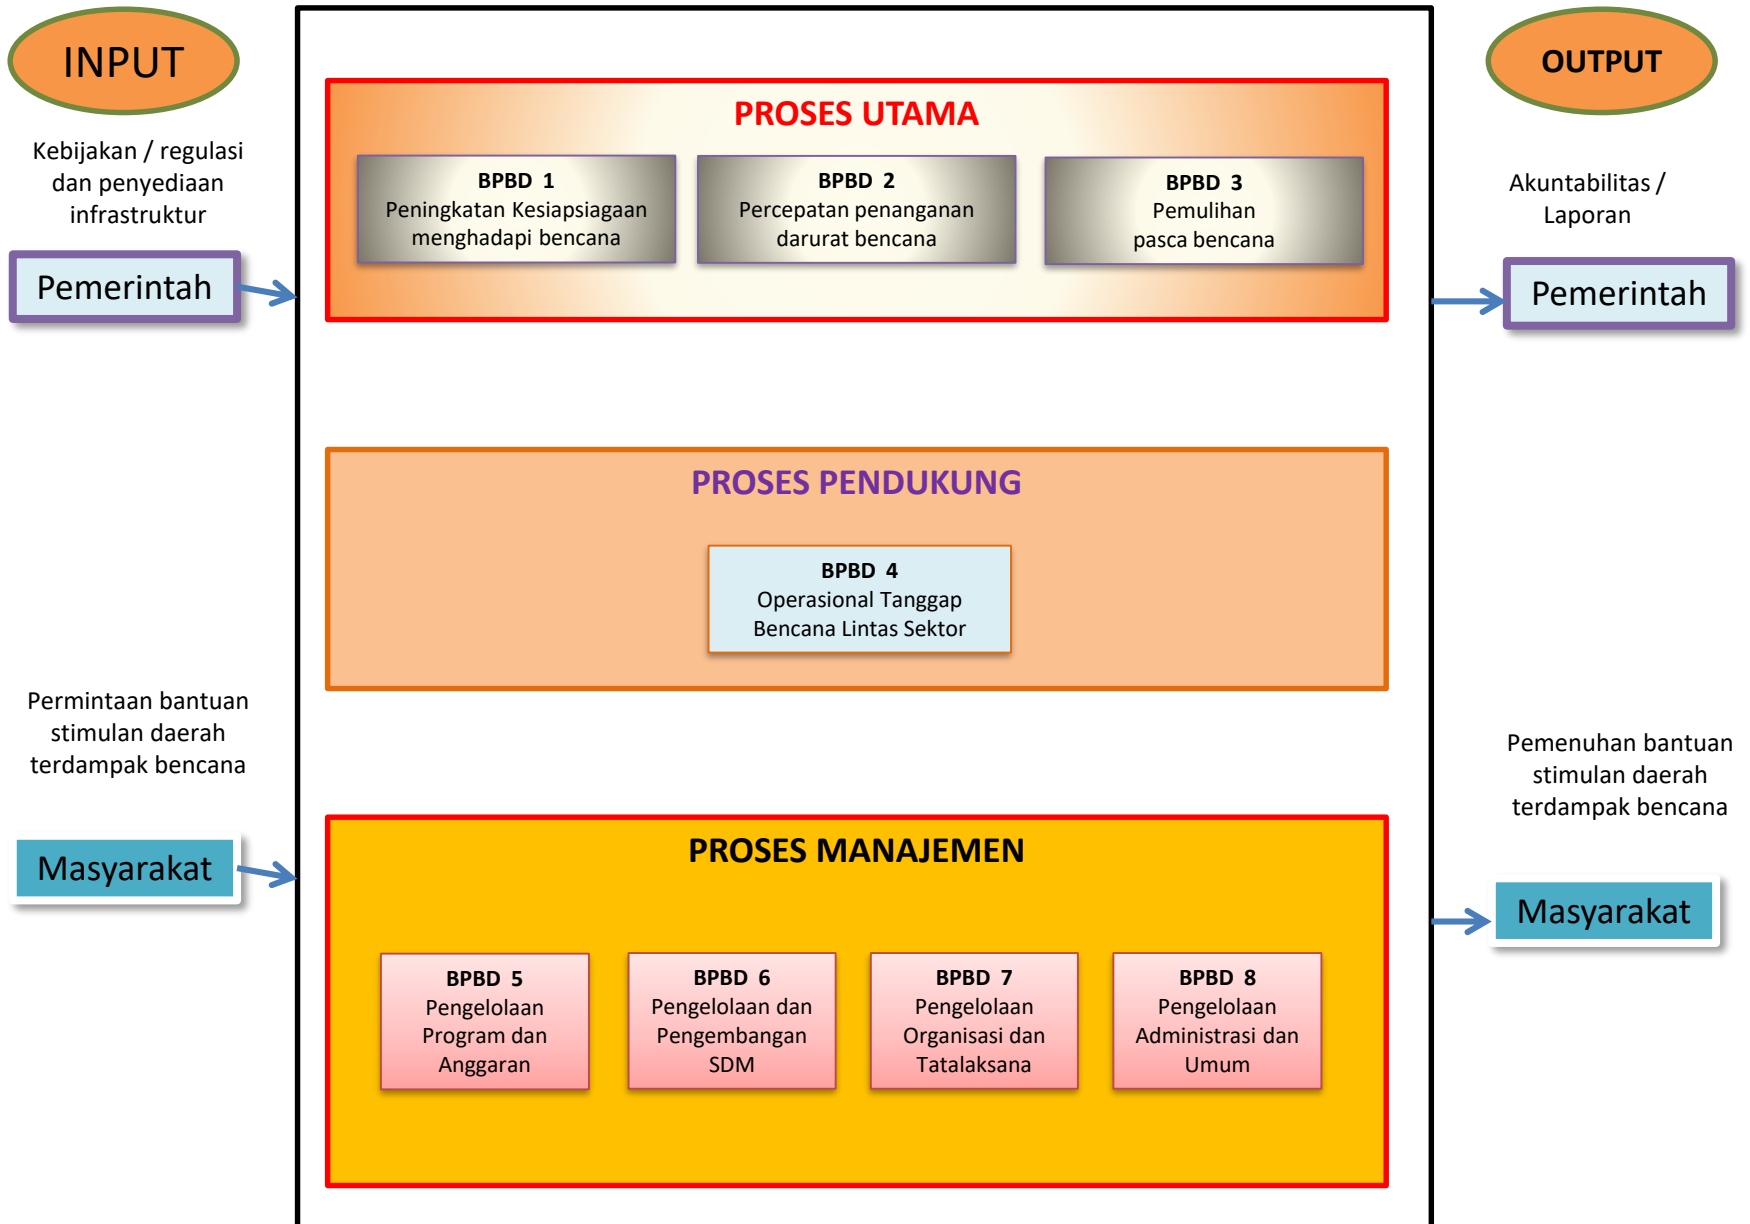 INPUT
Kebijakan / regulasi
dan penyediaan
infrastruktur
Pemerintah
Permintaan bantuan
stimulan daerah
terdampak bencana
Masyarakat
PROSES UTAMA
BPBD 1
Peningkatan Kesiapsiagaan
menghadapi bencana
BPBD 2
Percepatan penanganan
darurat bencana
BPBD 3
Pemulihan
pasca bencana
PROSES PENDUKUNG
BPBD 4
Operasional Tanggap
Bencana Lintas Sektor
PROSES MANAJEMEN
BPBD 5
Pengelolaan
Program dan
Anggaran
BPBD 6
Pengelolaan dan
Pengembangan
SDM
BPBD 7
Pengelolaan
Organisasi dan
Tatalaksana
BPBD 8
Pengelolaan
Administrasi dan
Umum
OUTPUT
Akuntabilitas /
Laporan
Pemerintah
Pemenuhan bantuan
stimulan daerah
terdampak bencana
Masyarakat